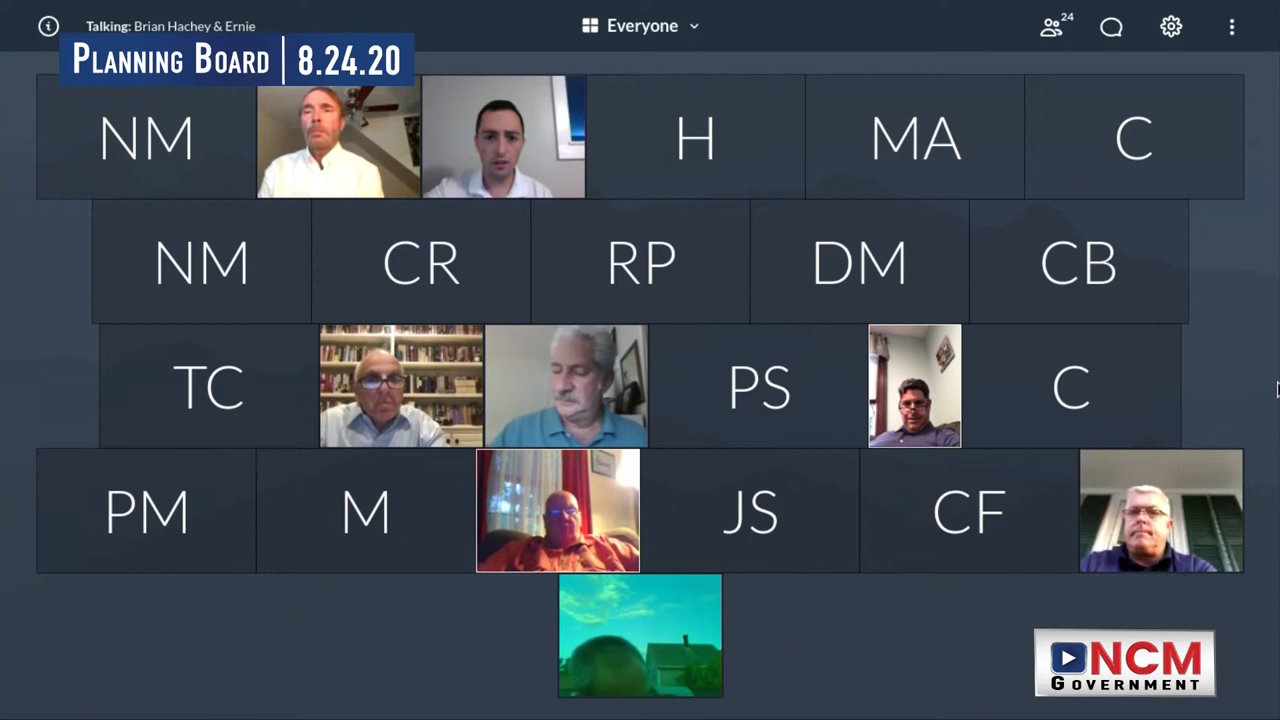 Talking: Brian Hachey & Ernie
Everyone
24
PLANNING BOARD 8.24.20
NM
H
MA
C
NM
CR
RP
DM
CB
TC
PS
C
PM
M
JS
CF
NCM
GOVERNMENT